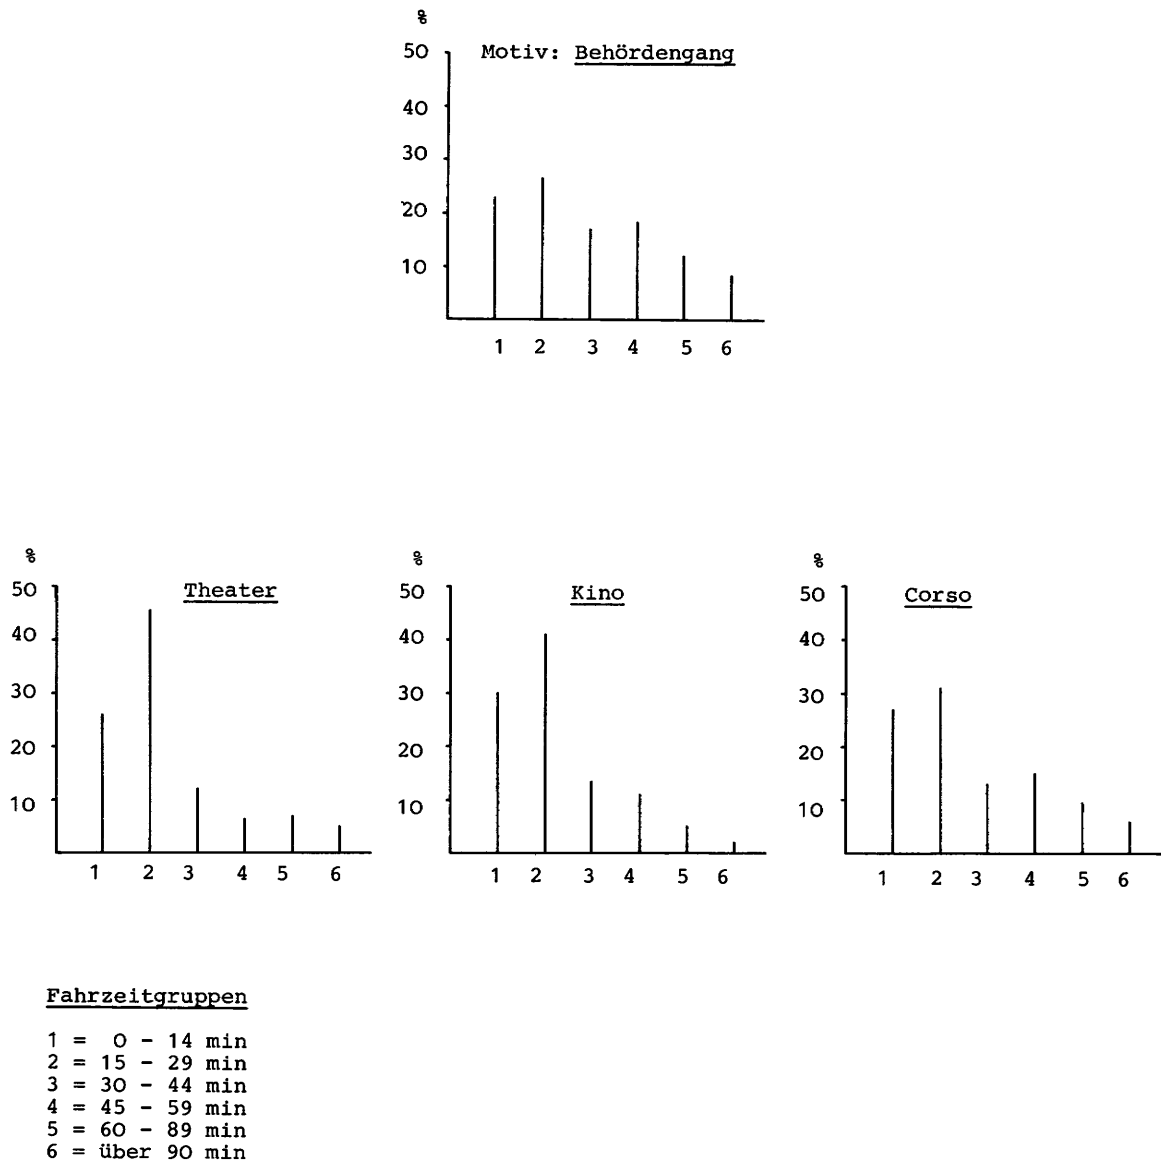 %
50
Motiv: Behördengang
40
30
20
10
1 2 3 4 5 6
%
50
Theater
40
30
20
10
1 2 3 4 5 6
%
50
Kino
40
30
20
10
1 2 3 4 5 6
%
50
Corso
40
30
20
10
1 2 3 4 5 6
Fahrzeitgruppen
1 = 0 - 14 min
2 = 15 - 29 min
3 = 30 - 44 min
4 = 45 - 59 min
5 = 60 - 89 min
6 = über 90 min